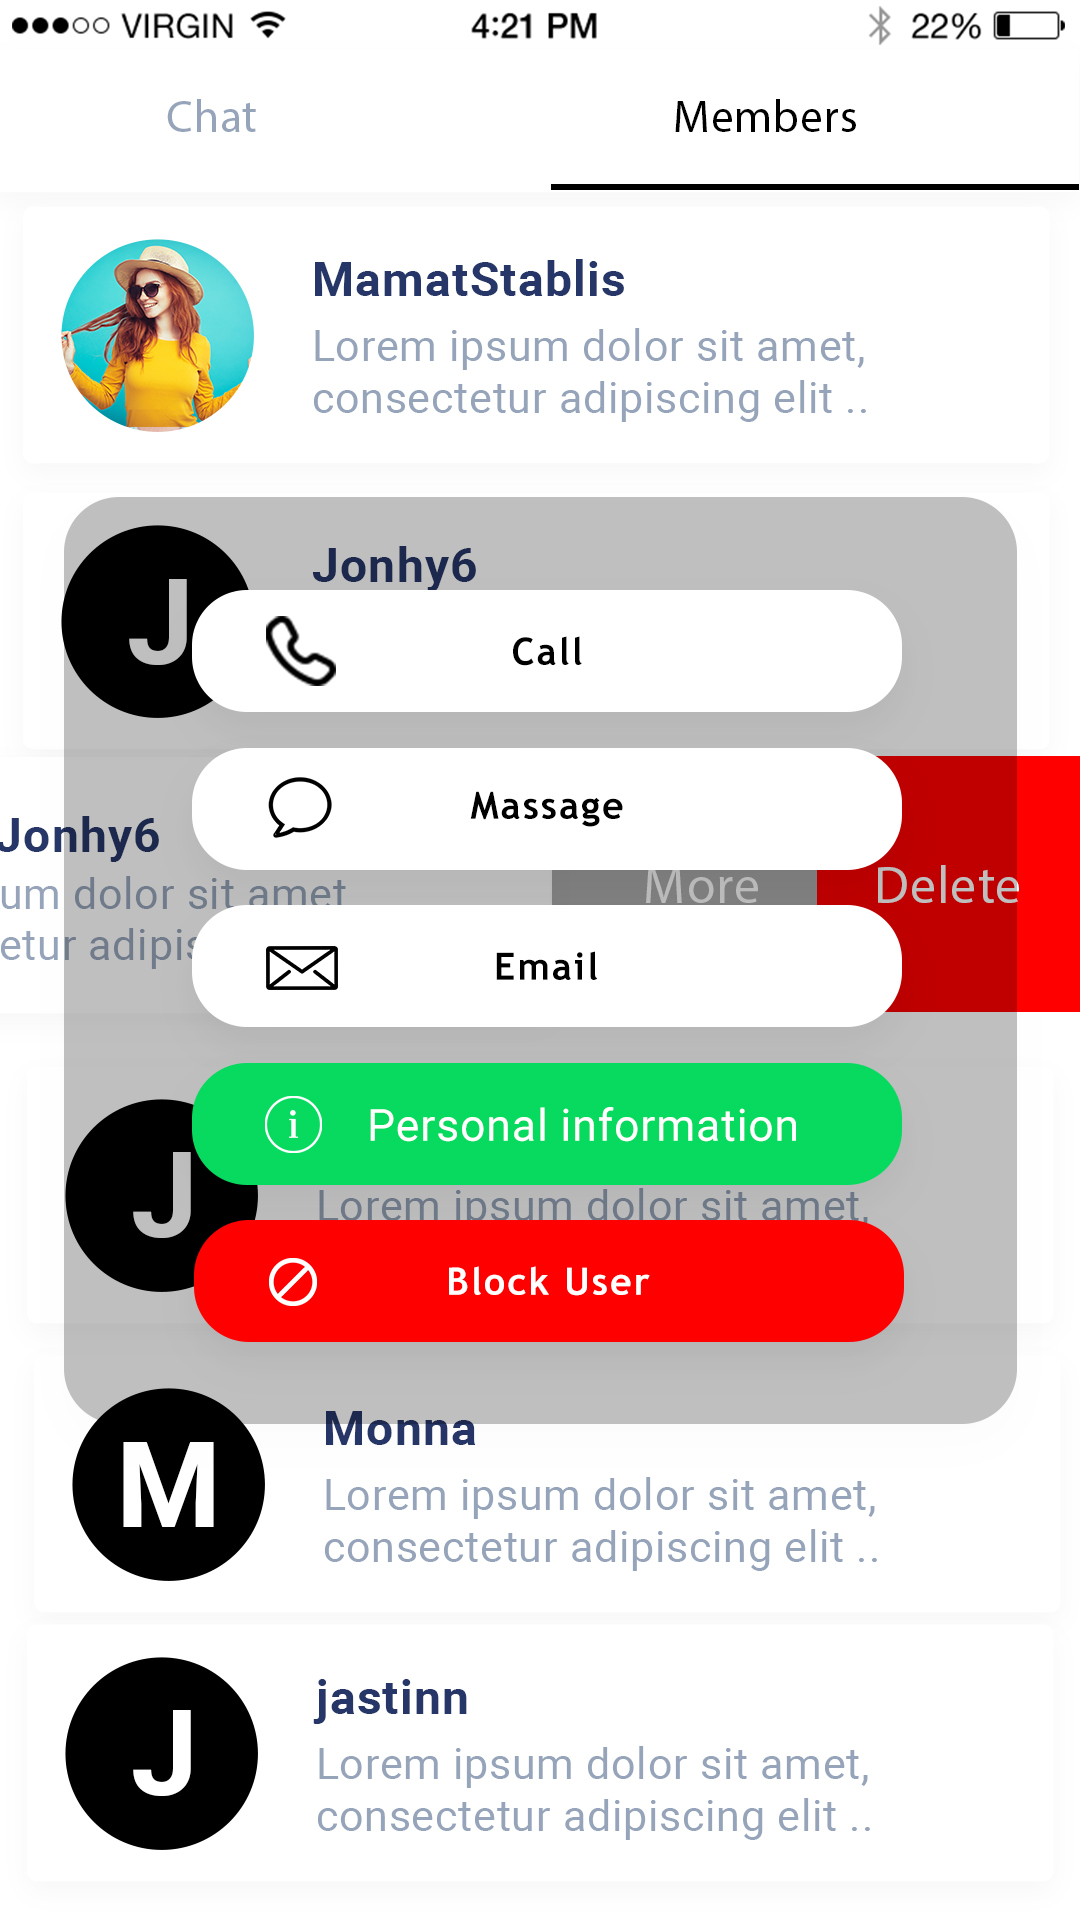 VIRGIN 4:21 PM 22%
Chat Members
MamatStablis
Lorem ipsum dolor sit amet,
consectetur adipiscing elit ..
J
Jonhy6
Call
Massage
Jonhy6
um dolor sit amet
etur adipis
More Delete
Email
i Personal information
J
Lorem ipsum dolor sit amet,
Block User
M
Monna
Lorem ipsum dolor sit amet,
consectetur adipiscing elit ..
J
jastinn
Lorem ipsum dolor sit amet,
consectetur adipiscing elit ..